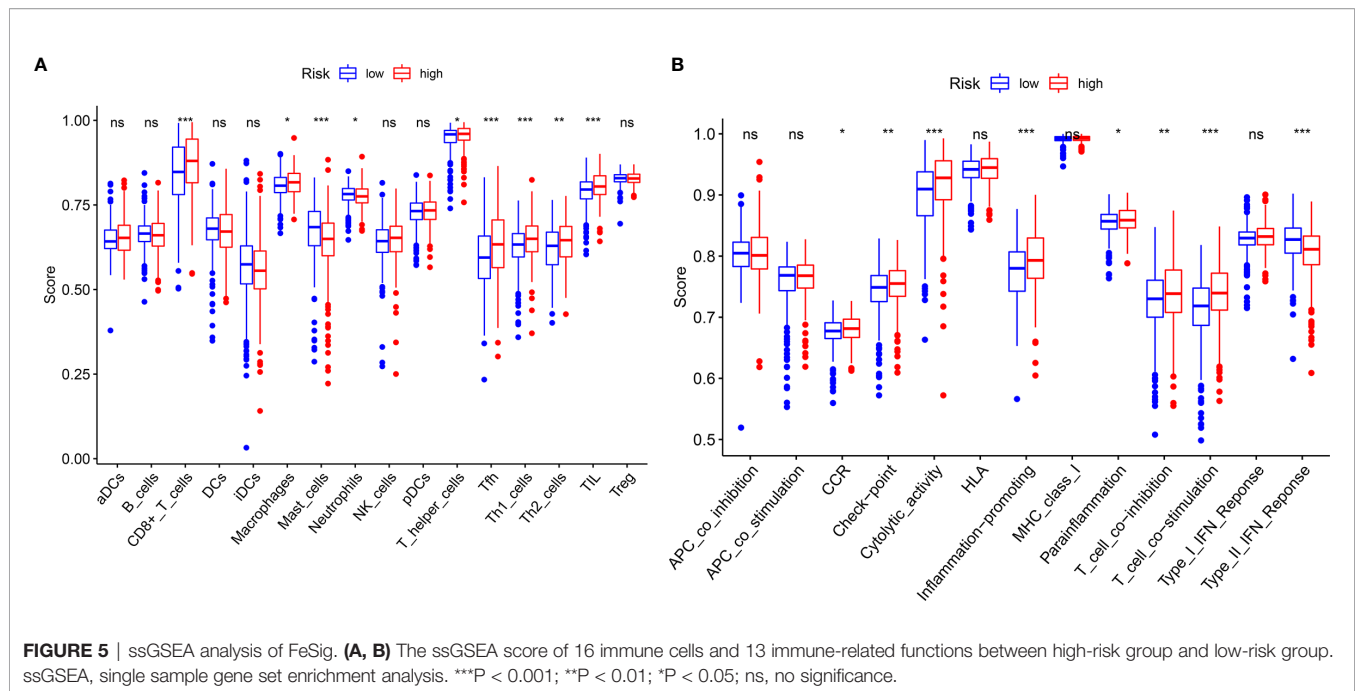 A
Risk low high
ns ns *** ns ns * *** * ns ns * *** *** ** *** ns
1.00
0.75
0.50
0.25
0.00
Score
aDCs
B_cells
CD8+_T_cells
DCs
iDCs
Macrophages
Mast_cells
Neutrophils
NK_cells
pDCs
T_helper_cells
Tfh
Th1_cells
Th2_cells
TIL
Treg
B
Risk low high
ns ns * ** *** ns *** ns * ** *** ns ***
1.0
0.9
0.8
0.7
0.6
0.5
Score
APC_co_inhibition
APC_co_stimulation
CCR
Check-point
Cytolytic_activity
HLA
Inflammation-promoting
MHC_class_I
Parainflammation
T_cell_co-inhibition
T_cell_co-stimulation
Type_I_IFN_Reponse
Type_II_IFN_Reponse
FIGURE 5 | ssGSEA analysis of FeSig. (A, B) The ssGSEA score of 16 immune cells and 13 immune-related functions between high-risk group and low-risk group.
ssGSEA, single sample gene set enrichment analysis. ***P < 0.001; **P < 0.01; *P < 0.05; ns, no significance.